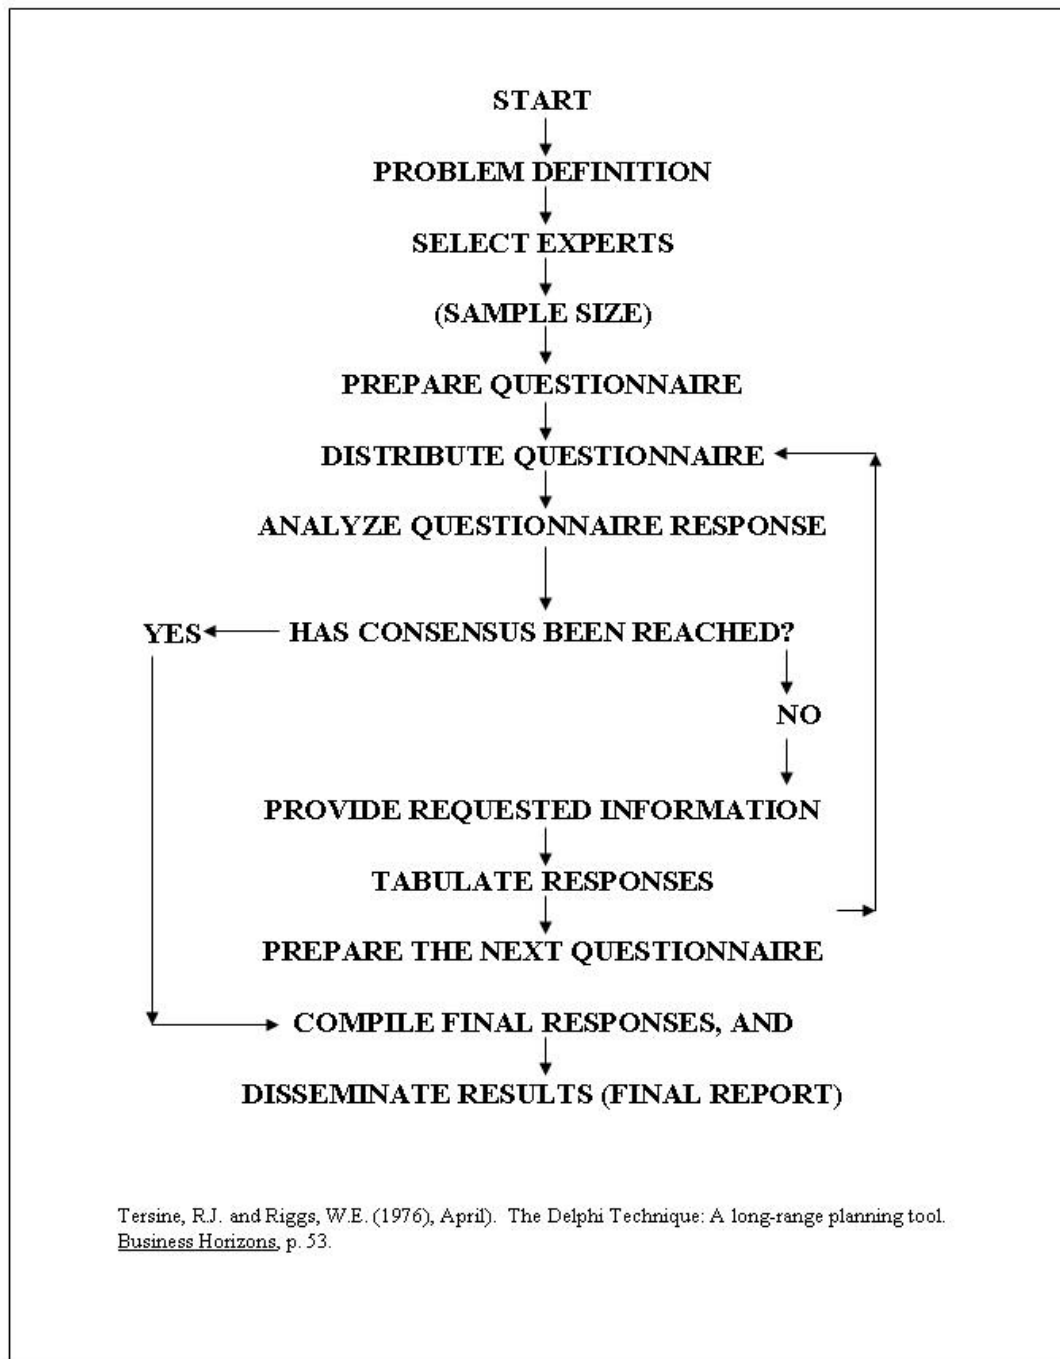 START
PROBLEM DEFINITION
SELECT EXPERTS
(SAMPLE SIZE)
PREPARE QUESTIONNAIRE
DISTRIBUTE QUESTIONNAIRE
ANALYZE QUESTIONNAIRE RESPONSE
YES
HAS CONSENSUS BEEN REACHED?
NO
PROVIDE REQUESTED INFORMATION
TABULATE RESPONSES
PREPARE THE NEXT QUESTIONNAIRE
COMPILE FINAL RESPONSES, AND
DISSEMINATE RESULTS (FINAL REPORT)
Tersine, R.J. and Riggs, W.E. (1976), April). The Delphi Technique: A long-range planning tool.
Business Horizons, p. 53.